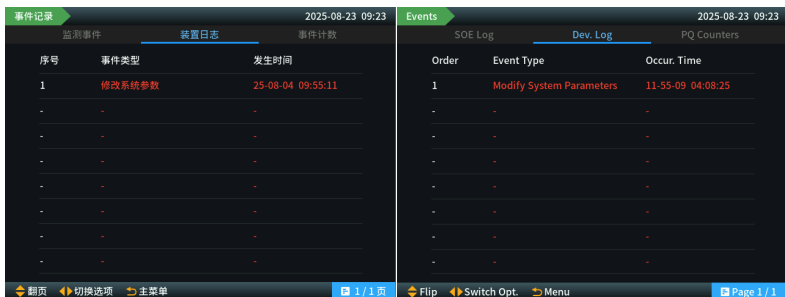 事件记录 2025-08-23 09:23
监测事件 装置日志 事件计数
序号 事件类型 发生时间
1 修改系统参数 25-08-04 09:55:11
- - -
- - -
- - -
- - -
- - -
- - -
- - -
翻页 切换选项 主菜单 1 / 1 页
Events 2025-08-23 09:23
SOE Log Dev. Log PQ Counters
Order Event Type Occur. Time
1 Modify System Parameters 11-55-09 04:08:25
- - -
- - -
- - -
- - -
- - -
- - -
- - -
Flip Switch Opt. Menu Page 1 / 1